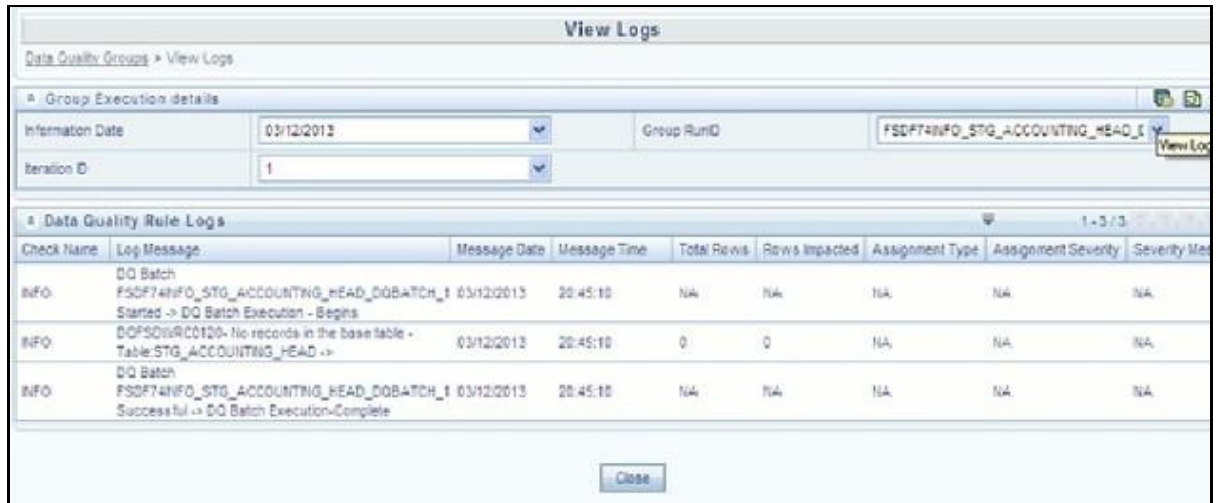 View Logs
Data Quality Groups > View Logs
Group Execution details
Information Date 03/12/2013 Group RunID FSDF74INFO_STG_ACCOUNTING_HEAD_D
View Log
Iteration ID 1
Data Quality Rule Logs 1-3 / 3
Check Name Log Message Message Date Message Time Total Rows Rows Impacted Assignment Type Assignment Severity Severity Mes
DQ Batch
INFO FSDF74INFO_STG_ACCOUNTING_HEAD_DQBATCH_1 03/12/2013 20:45:10 NA NA NA NA NA
Started -> DQ Batch Execution - Begins
No records in the base table -
INFO Table:STG_ACCOUNTING_HEAD -> 03/12/2013 20:45:10 0 0 NA NA NA
DQ Batch
INFO FSDF74INFO_STG_ACCOUNTING_HEAD_DQBATCH_1 03/12/2013 20:45:10 NA NA NA NA NA
Successful -> DQ Batch Execution-Complete
Close